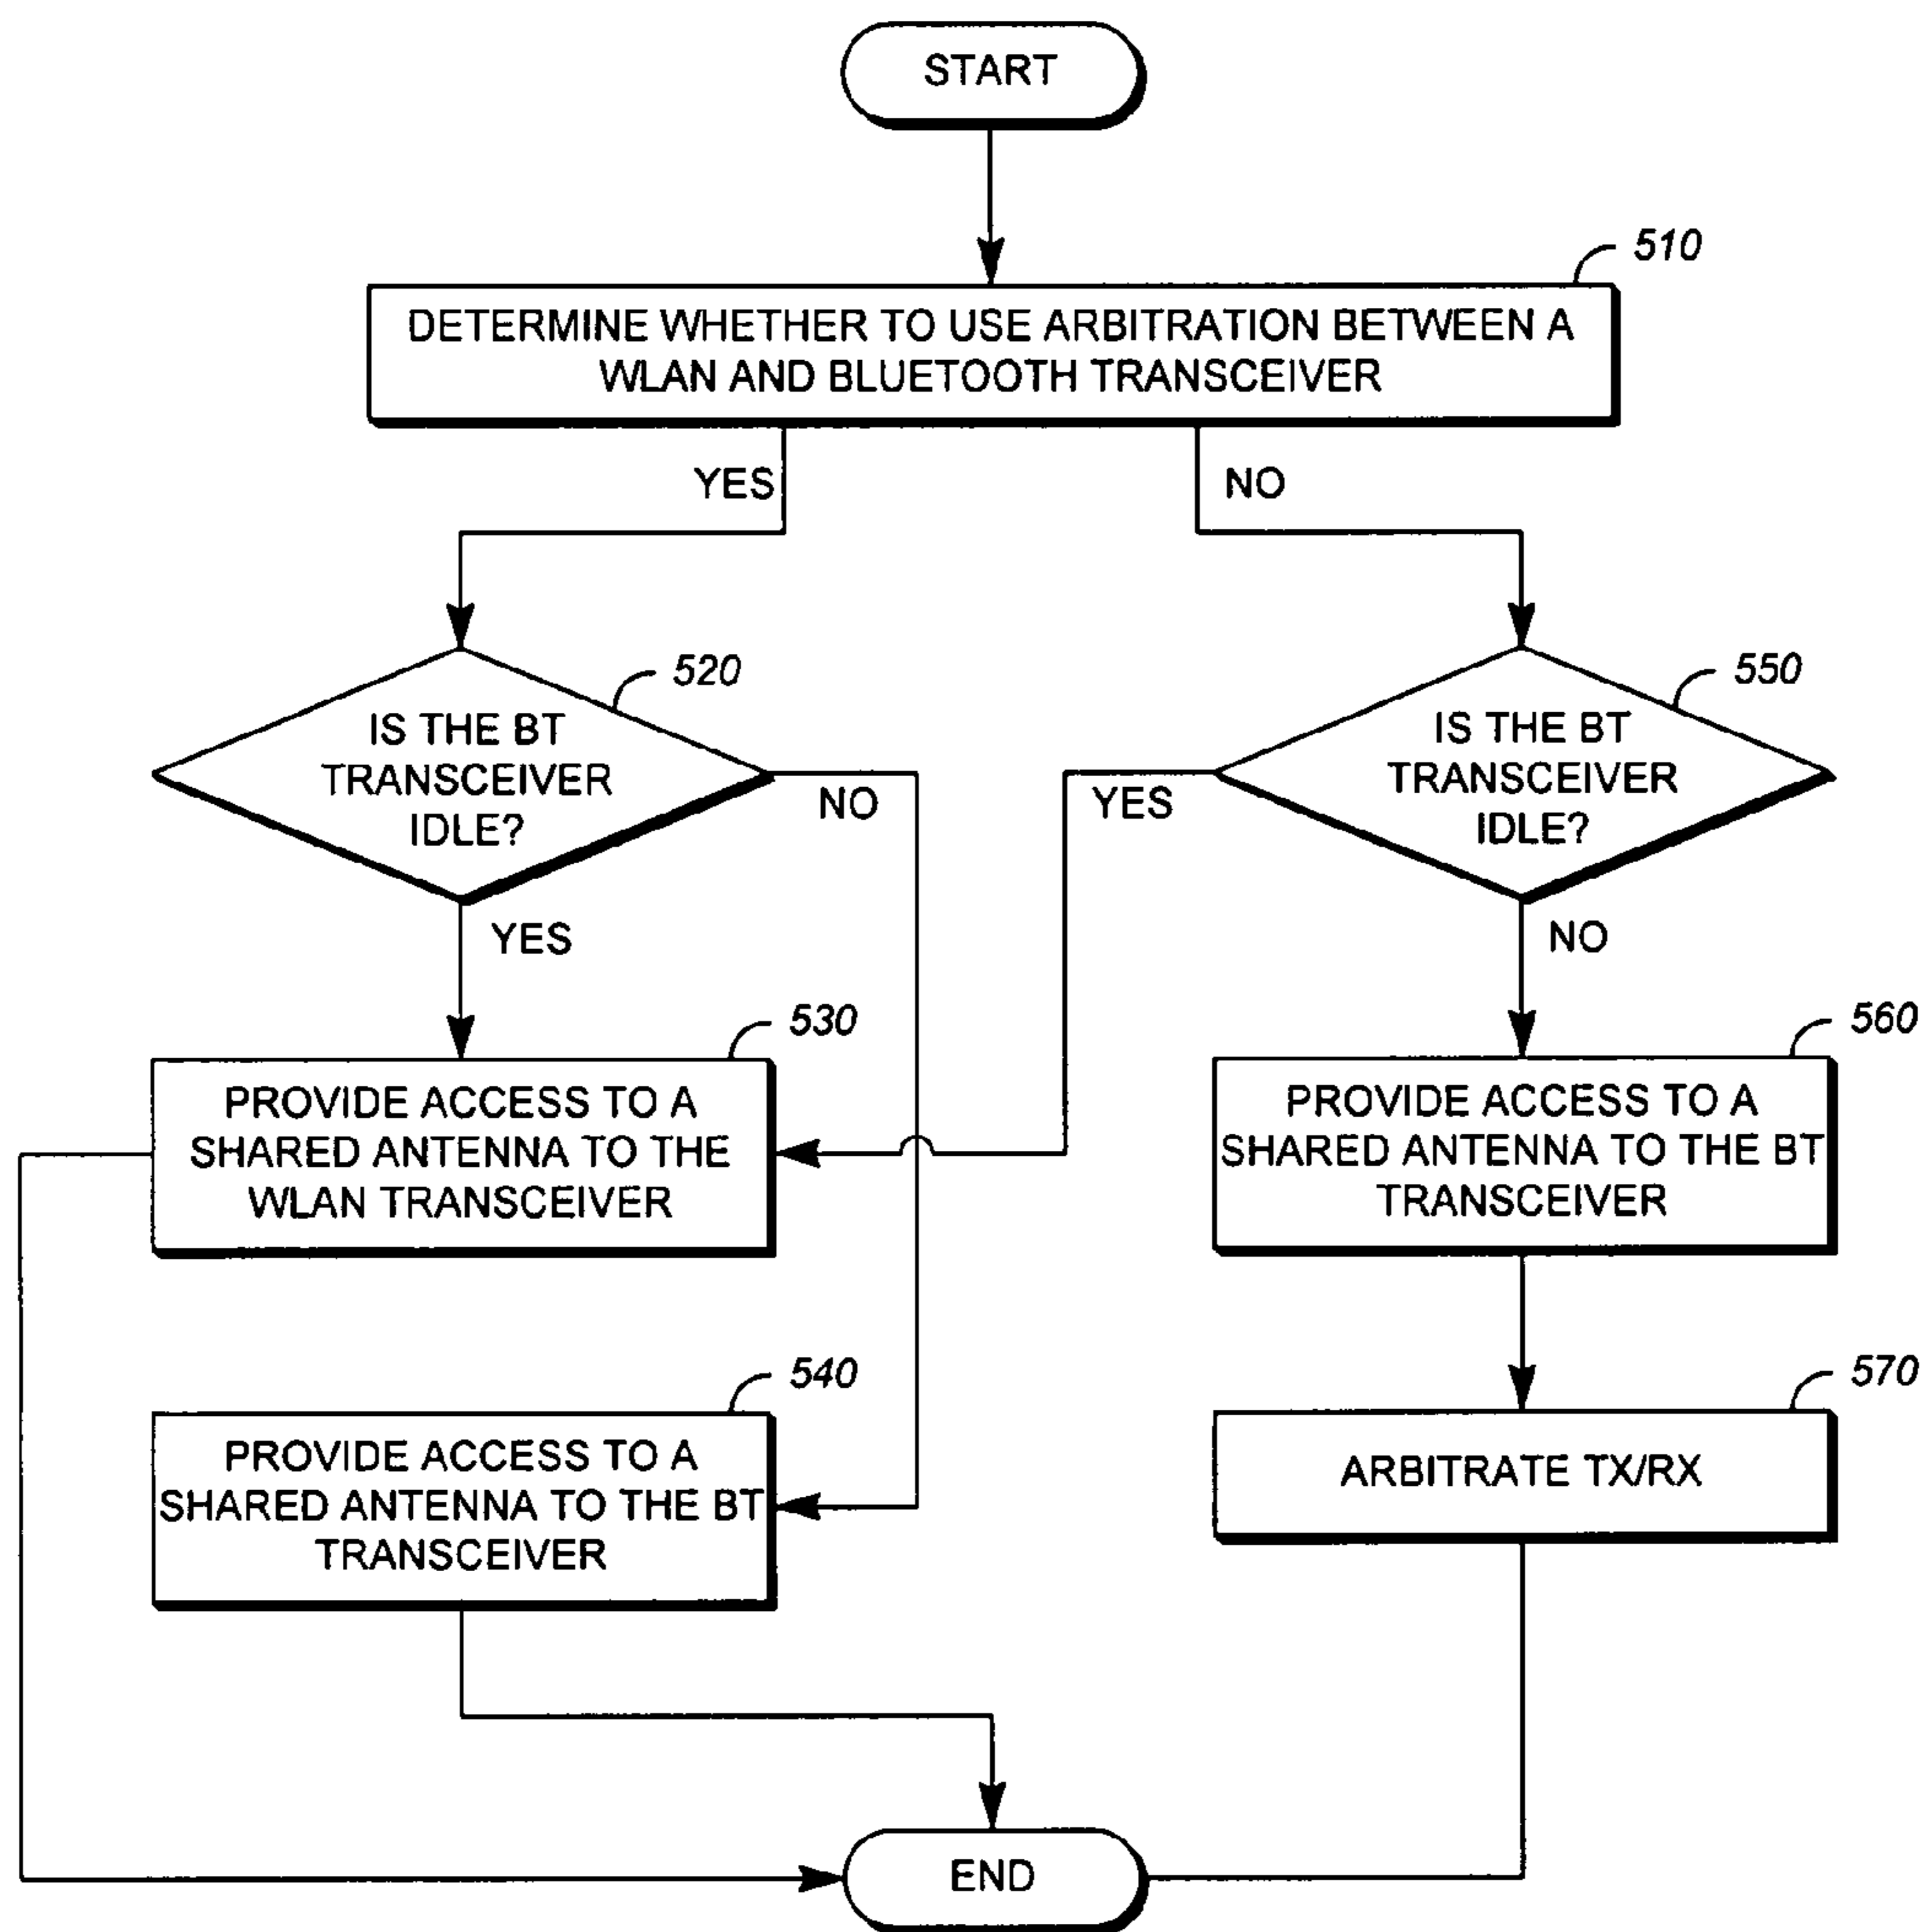 START
510
DETERMINE WHETHER TO USE ARBITRATION BETWEEN A
WLAN AND BLUETOOTH TRANSCEIVER
YES
NO
520
IS THE BT
TRANSCEIVER
IDLE?
NO
YES
550
IS THE BT
TRANSCEIVER
IDLE?
YES
NO
530
PROVIDE ACCESS TO A
SHARED ANTENNA TO THE
WLAN TRANSCEIVER
560
PROVIDE ACCESS TO A
SHARED ANTENNA TO THE BT
TRANSCEIVER
540
PROVIDE ACCESS TO A
SHARED ANTENNA TO THE BT
TRANSCEIVER
570
ARBITRATE TX/RX
END